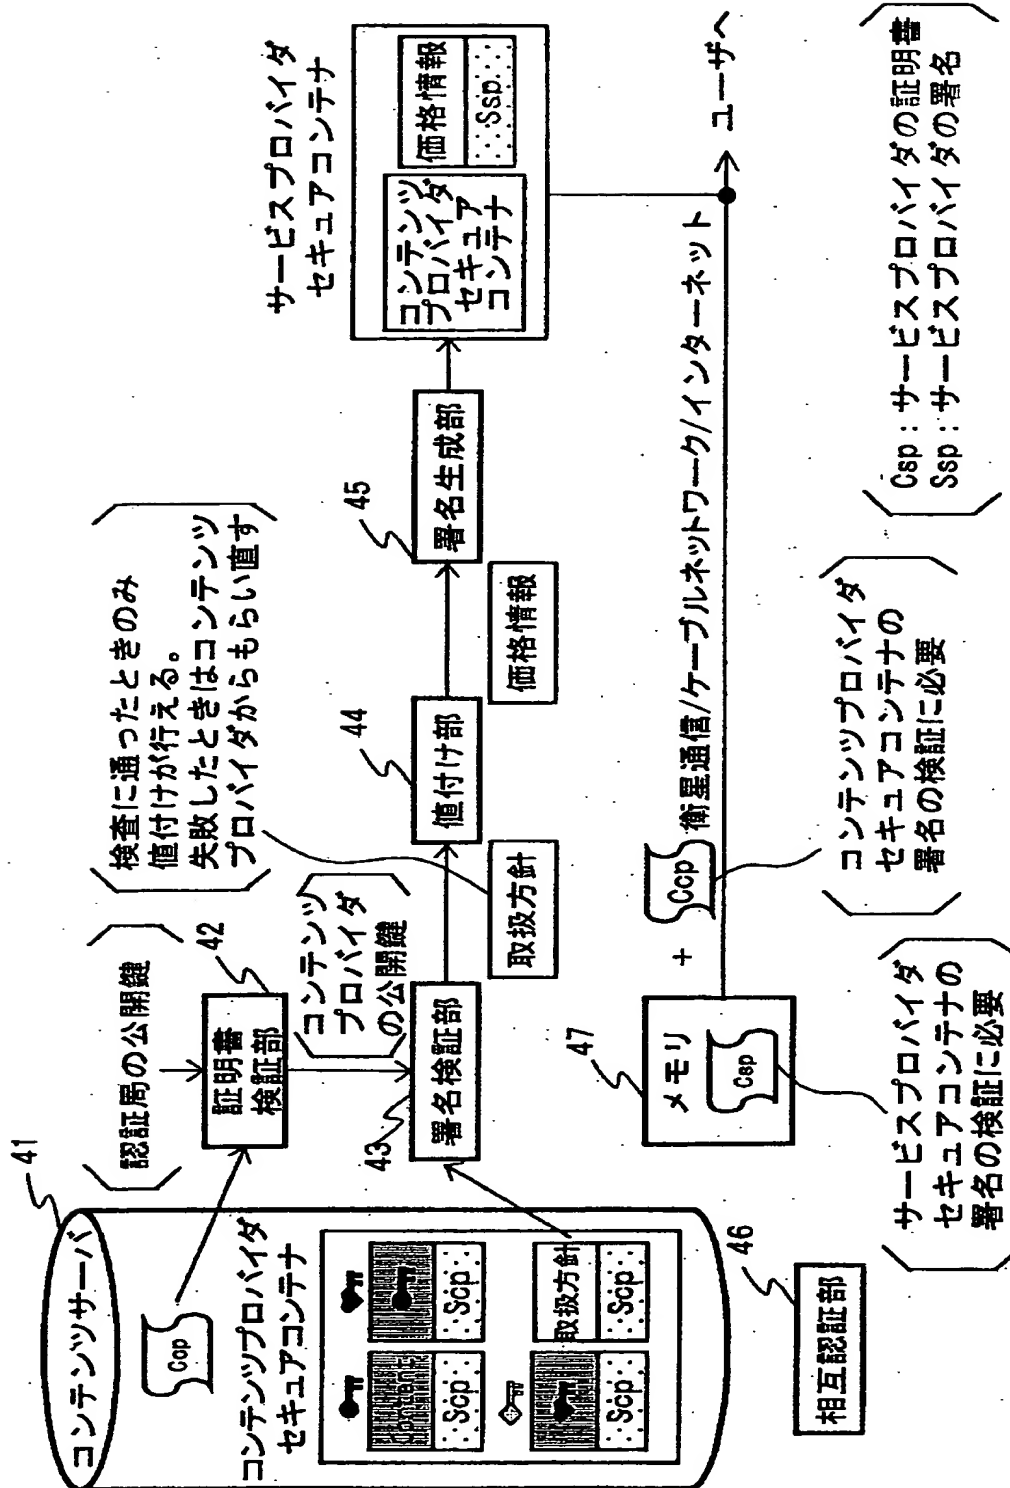 41
コンテンツサーバ
Ccp
コンテンツプロバイダ
セキュアコンテナ
Scp
Scp
Scp
取扱方針
Scp
認証局の公開鍵
42
証明書
検証部
コンテンツ
プロバイダ
の公開鍵
43
署名検証部
取扱方針
検査に通ったときのみ
値付けが行える。
失敗したときはコンテンツ
プロバイダからもらい直す
44
値付け部
価格情報
45
署名生成部
サービスプロバイダ
セキュアコンテナ
コンテンツ
プロバイダ
セキュア
コンテナ
価格情報
Ssp
46
相互認証部
47
メモリ
Csp
+
Ccp
衛星通信/ケーブルネットワーク/インターネット
ユーザへ
サービスプロバイダ
セキュアコンテナの
署名の検証に必要
コンテンツプロバイダ
セキュアコンテナの
署名の検証に必要
Csp：サービスプロバイダの証明書
Ssp：サービスプロバイダの署名